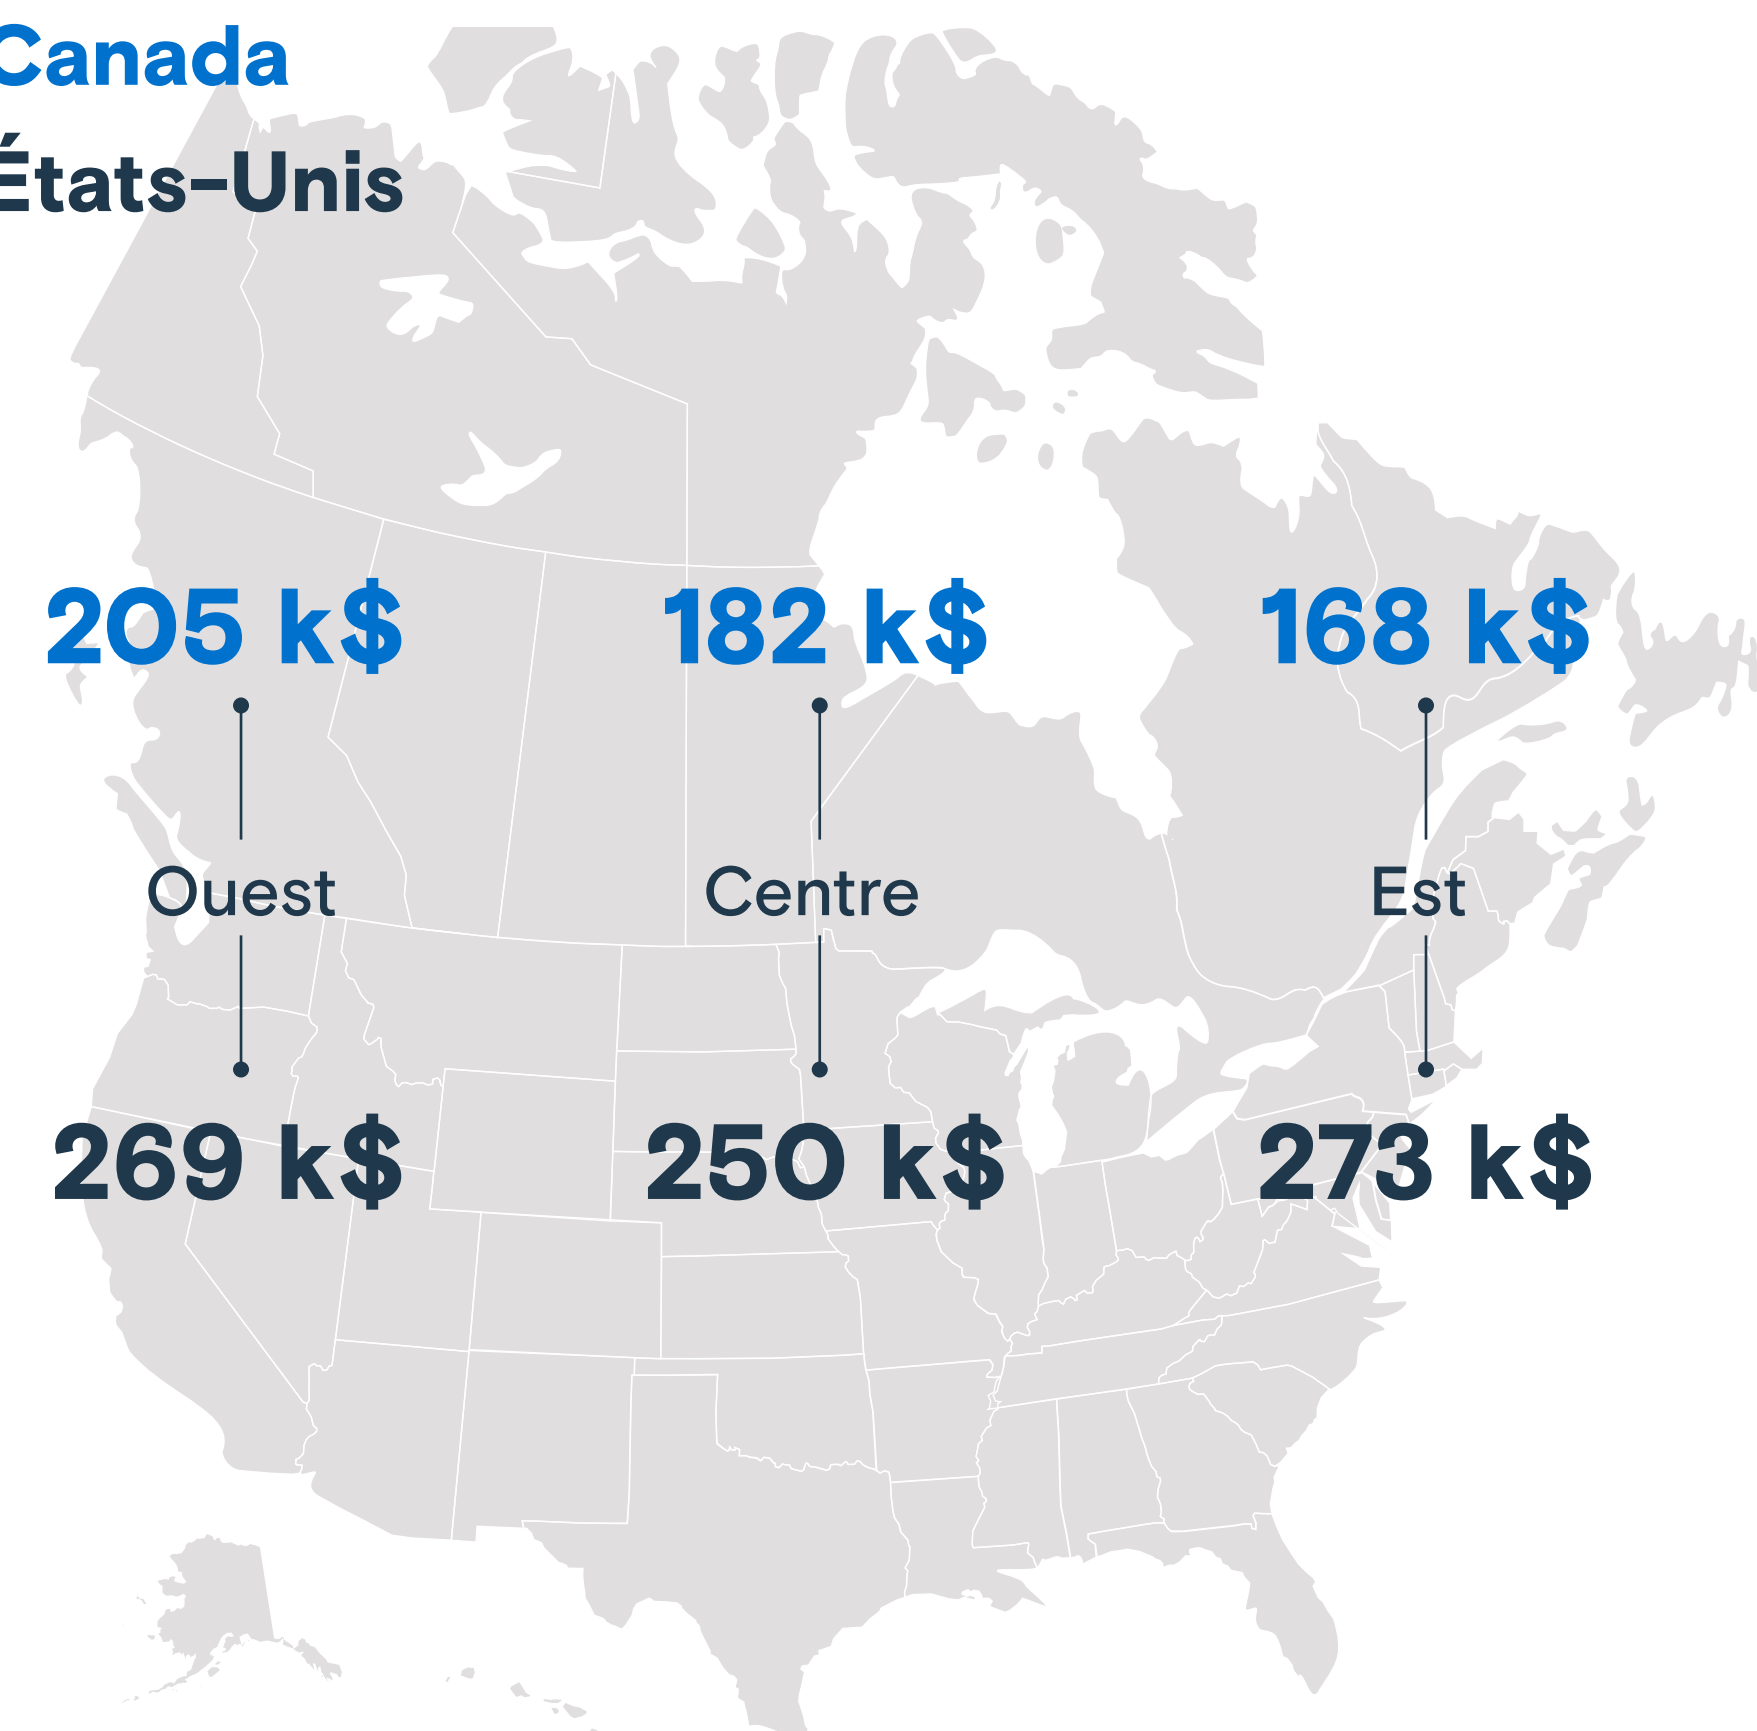 Canada
États-Unis
205 k$ 182 k$ 168 k$
Ouest Centre Est
269 k$ 250 k$ 273 k$